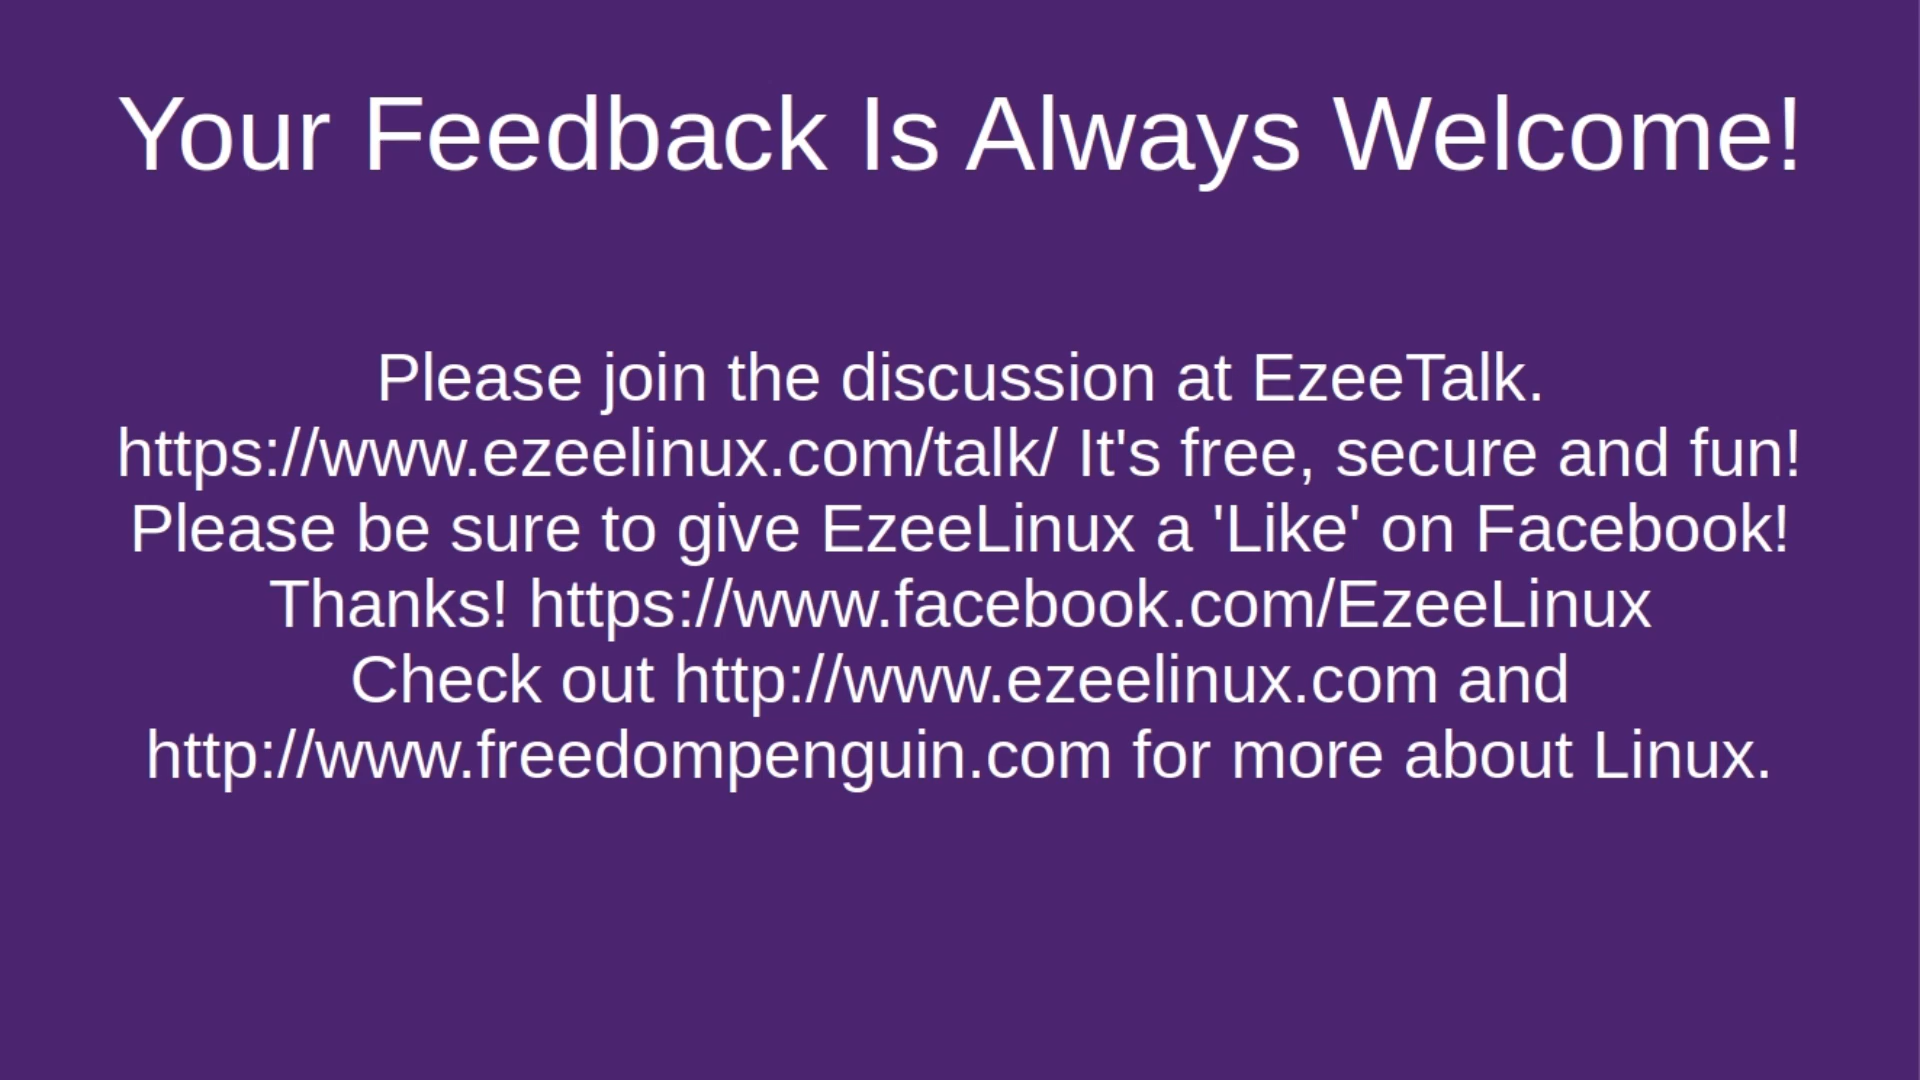 Your Feedback Is Always Welcome!
Please join the discussion at EzeeTalk.
https://www.ezeelinux.com/talk/ It's free, secure and fun!
Please be sure to give EzeeLinux a 'Like' on Facebook!
Thanks! https://www.facebook.com/EzeeLinux
Check out http://www.ezeelinux.com and
http://www.freedompenguin.com for more about Linux.